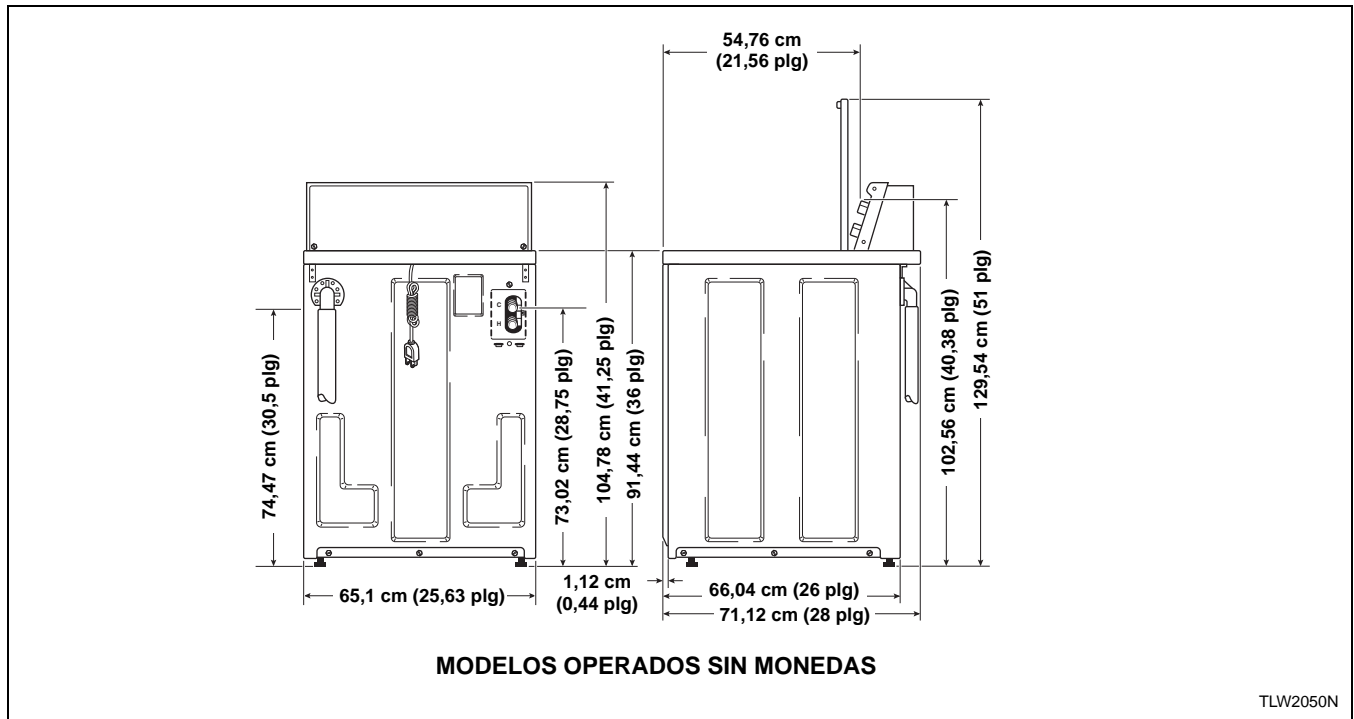 54,76 cm
(21,56 plg)
C
H
74,47 cm (30,5 plg)
73,02 cm (28,75 plg)
104,78 cm (41,25 plg)
91,44 cm (36 plg)
102,56 cm (40,38 plg)
129,54 cm (51 plg)
65,1 cm (25,63 plg)
1,12 cm
(0,44 plg)
66,04 cm (26 plg)
71,12 cm (28 plg)
MODELOS OPERADOS SIN MONEDAS
TLW2050N